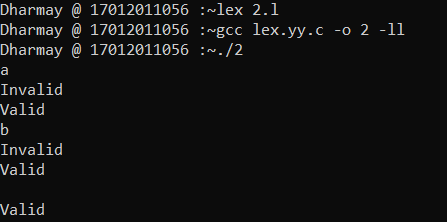 Dharmay @ 17012011056 :~lex 2.l
Dharmay @ 17012011056 :~gcc lex.yy.c -o 2 -ll
Dharmay @ 17012011056 :~./2
a
Invalid
Valid
b
Invalid
Valid
Valid